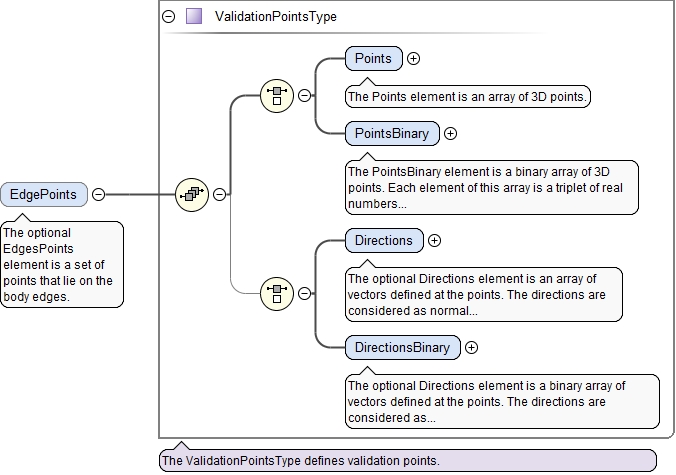 ValidationPointsType
Points
The Points element is an array of 3D points.
PointsBinary
The PointsBinary element is a binary array of 3D
points. Each element of this array is a triplet of real
numbers...
EdgePoints
The optional
EdgesPoints
element is a set of
points that lie on the
body edges.
Directions
The optional Directions element is an array of
vectors defined at the points. The directions are
considered as normal...
DirectionsBinary
The optional Directions element is a binary array of
vectors defined at the points. The directions are
considered as...
The ValidationPointsType defines validation points.